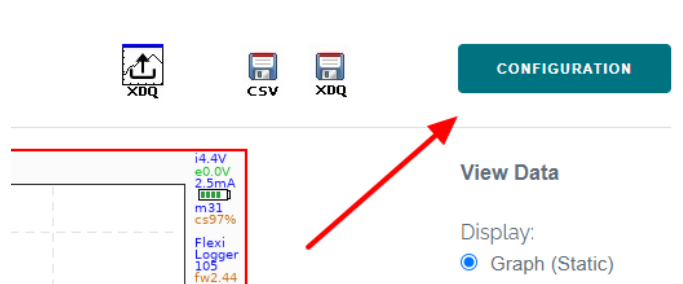 XDQ
CSV
XDQ
CONFIGURATION
i4.4V
e0.0V
2.5mA
m31
cs97%
Flexi
Logger
105
fw2.44
View Data
Display:
Graph (Static)